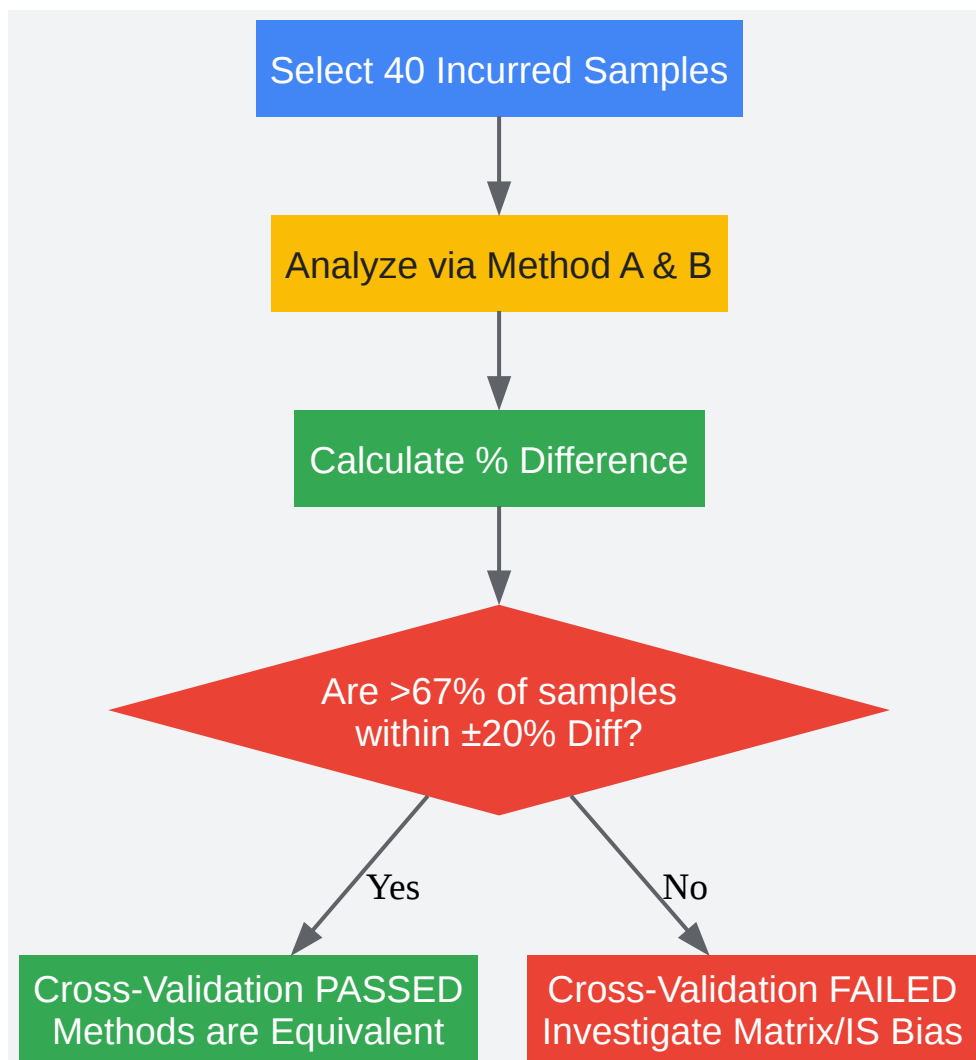 Select 40 Incurred Samples
Analyze via Method A & B
Calculate % Difference
Are >67% of samples
within ±20% Diff?
Yes
No
Cross-Validation PASSED
Methods are Equivalent
Cross-Validation FAILED
Investigate Matrix/IS Bias